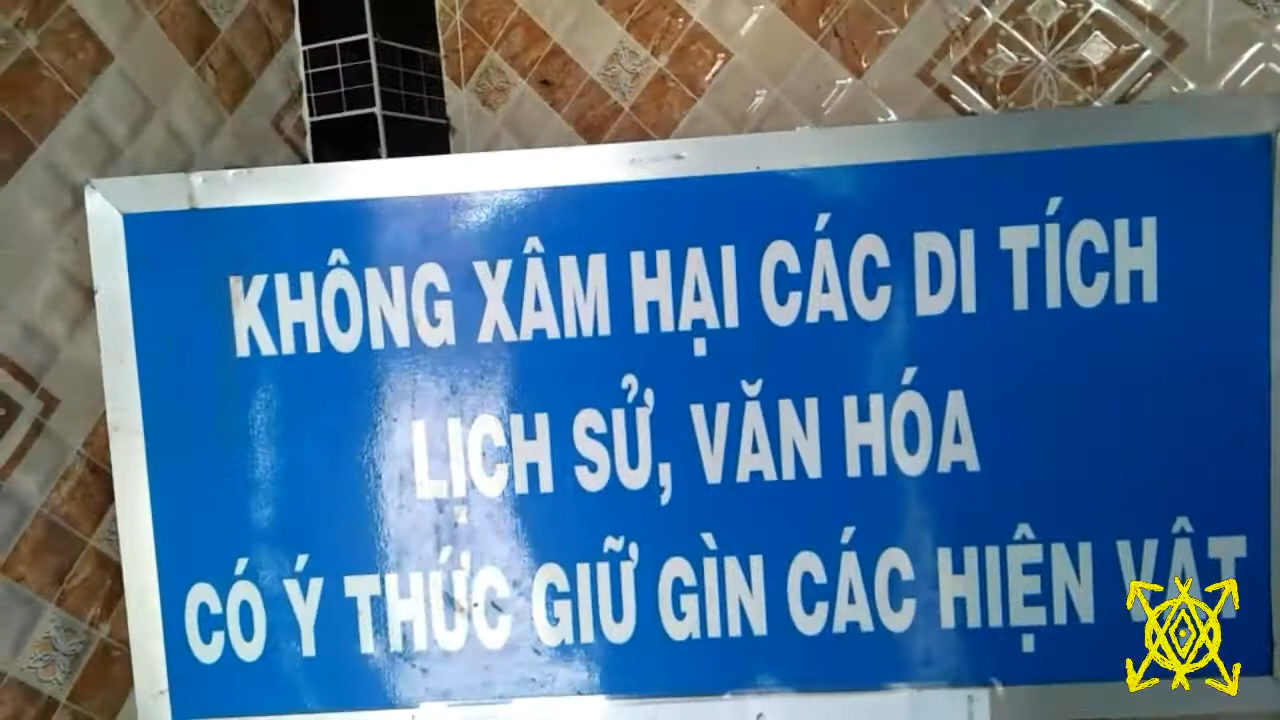 KHÔNG XÂM HẠI CÁC DI TÍCH
LỊCH SỬ, VĂN HÓA
CÓ Ý THỨC GIỮ GÌN CÁC HIỆN VẬT